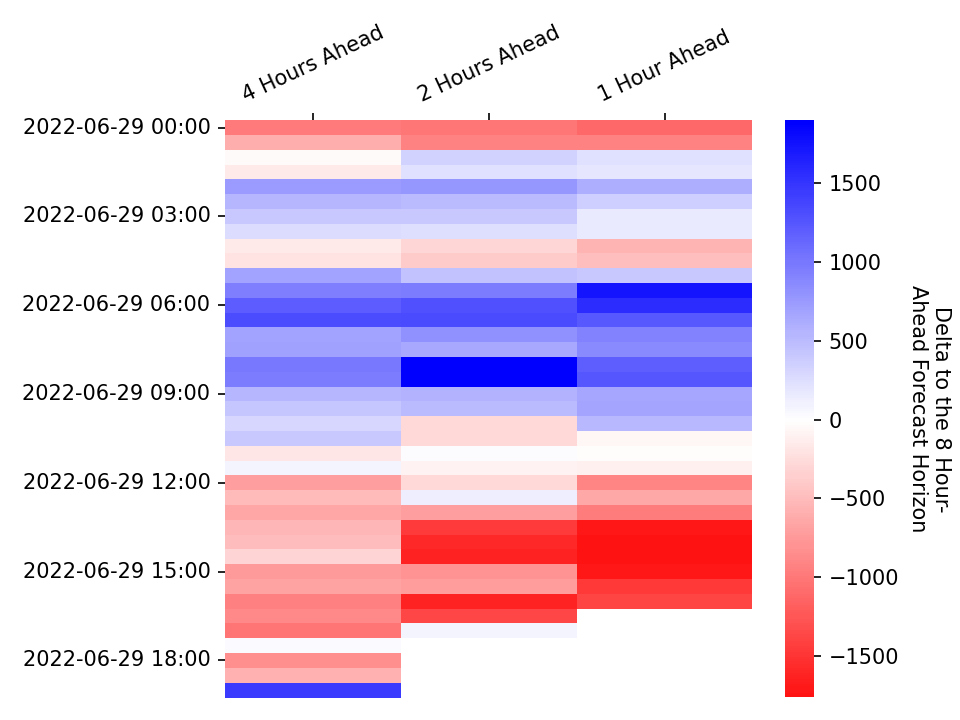 4 Hours Ahead
2 Hours Ahead
1 Hour Ahead
2022-06-29 00:00
2022-06-29 03:00
2022-06-29 06:00
2022-06-29 09:00
2022-06-29 12:00
2022-06-29 15:00
2022-06-29 18:00
1500
1000
500
0
−500
−1000
−1500
Delta to the 8 Hour-
Ahead Forecast Horizon